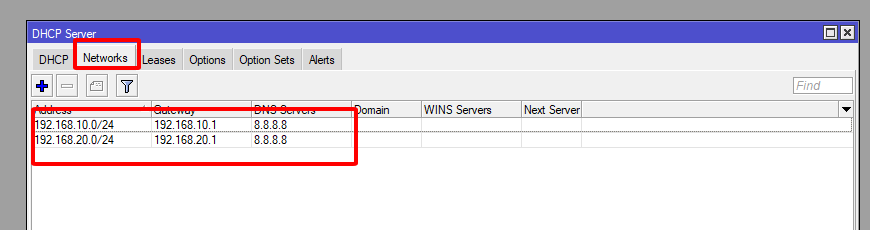 DHCP Server
DHCP Networks Leases Options Option Sets Alerts
Find
Address Gateway DNS Servers Domain WINS Servers Next Server
192.168.10.0/24 192.168.10.1 8.8.8.8
192.168.20.0/24 192.168.20.1 8.8.8.8